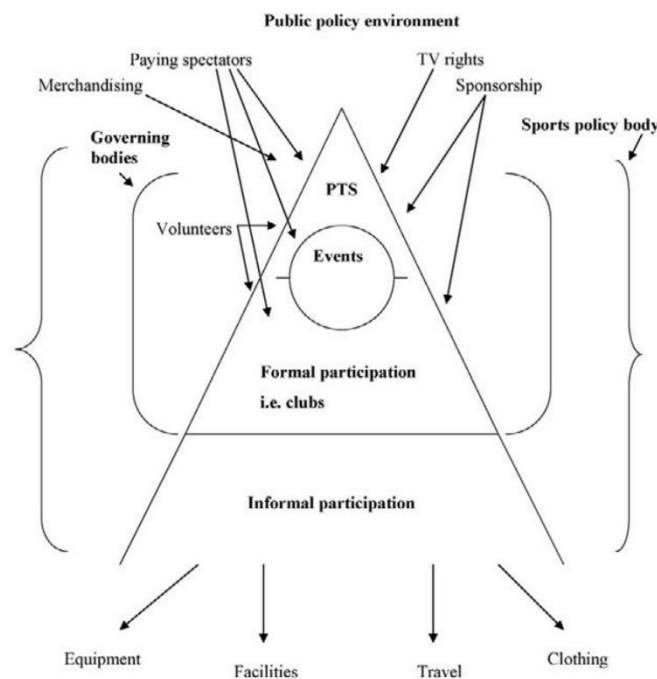 Public policy environment
Paying spectators
TV rights
Merchandising
Sponsorship
Sports policy body
Governing
bodies
PTS
Volunteers
Events
Formal participation
i.e. clubs
Informal participation
Equipment
Facilities
Travel
Clothing